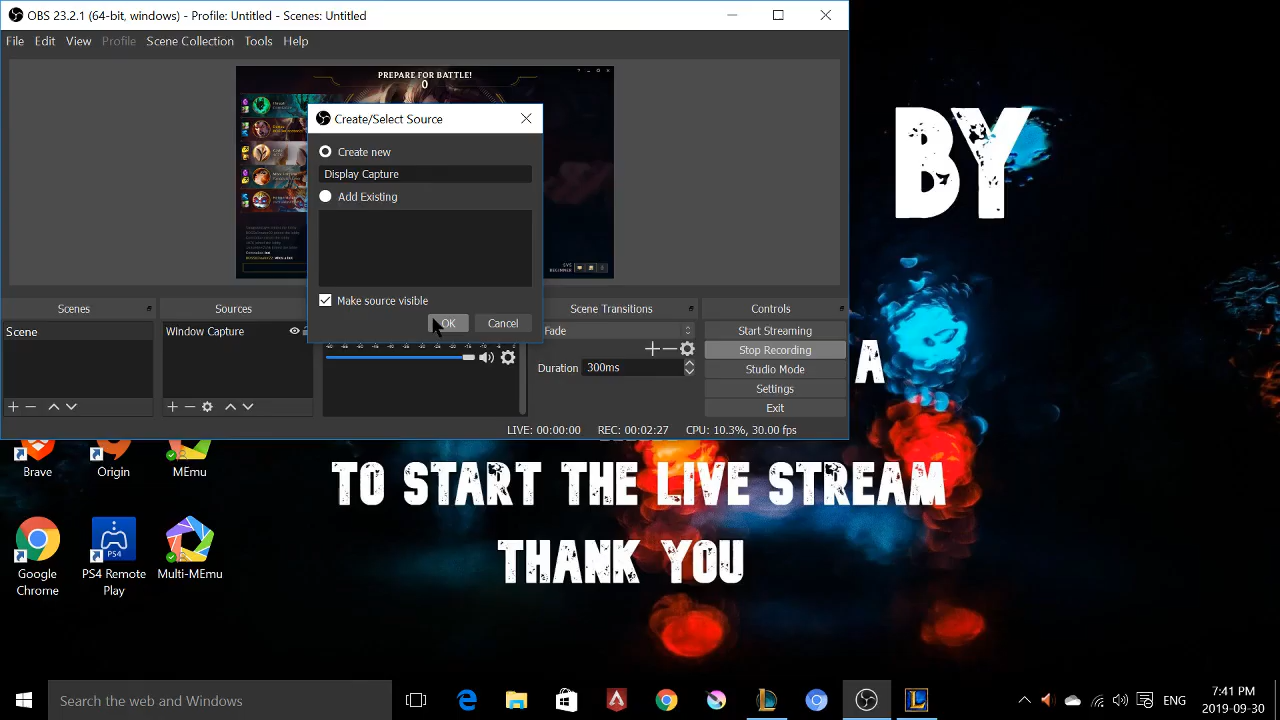 OBS 23.2.1 (64-bit, windows) - Profile: Untitled - Scenes: Untitled
File Edit View Profile Scene Collection Tools Help
PREPARE FOR BATTLE!
0
Create/Select Source
Create new
Display Capture
Add Existing
Make source visible
OK Cancel
Scenes
Scene
Sources
Window Capture
Scene Transitions
Fade
Duration 300ms
Controls
Start Streaming
Stop Recording
Studio Mode
Settings
Exit
LIVE: 00:00:00 REC: 00:02:27 CPU: 10.3%, 30.00 fps
BY
A
TO START THE LIVE STREAM
THANK YOU
Brave Origin MEmu
Google Chrome
PS4 Remote Play
Multi-MEmu
Search the web and Windows
ENG
7:41 PM
2019-09-30